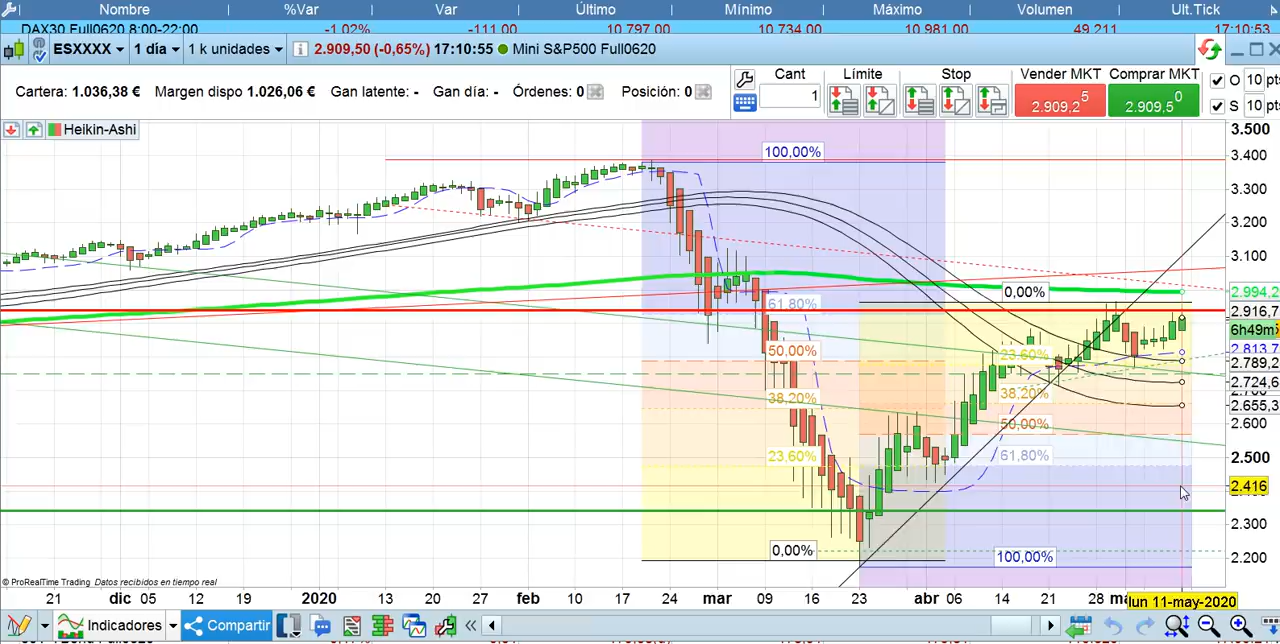 Nombre %Var Var Último Mínimo Máximo Volumen Ult.Tick
DAX30 Full0620 8:00-22:00 -1.02% -111.00 10 797.00 10 734.00 10 981.00 49.211 17:10:53
ESXXXX 1 día 1 k unidades 2.909,50 (-0,65%) 17:10:55 Mini S&P500 Full0620
Cartera: 1.036,38 € Margen dispo 1.026,06 € Gan latente: - Gan día: - Órdenes: 0 Posición: 0
Cant Límite Stop Vender MKT Comprar MKT O 10 pts
1 2.909,2 5 2.909,5 0 S 10 pts
Heikin-Ashi
3.500
100,00%
3.400
3.300
3.200
3.100
0,00%
2.994,2
61,80%
2.916,7
6h49m
50,00%
23,60%
2.813,7
2.789,2
38,20%
38,20%
2.724,6
2.655,3
50,00%
2.600
23,60%
61,80%
2.500
2.416
2.300
0,00%
100,00%
2.200
© ProRealTime Trading Datos recibidos en tiempo real
21 dic 05 12 19 2020 13 20 feb 10 17 mar 09 16 23 abr 06 14 21 28 ma
lun 11-may-2020
Indicadores Compartir